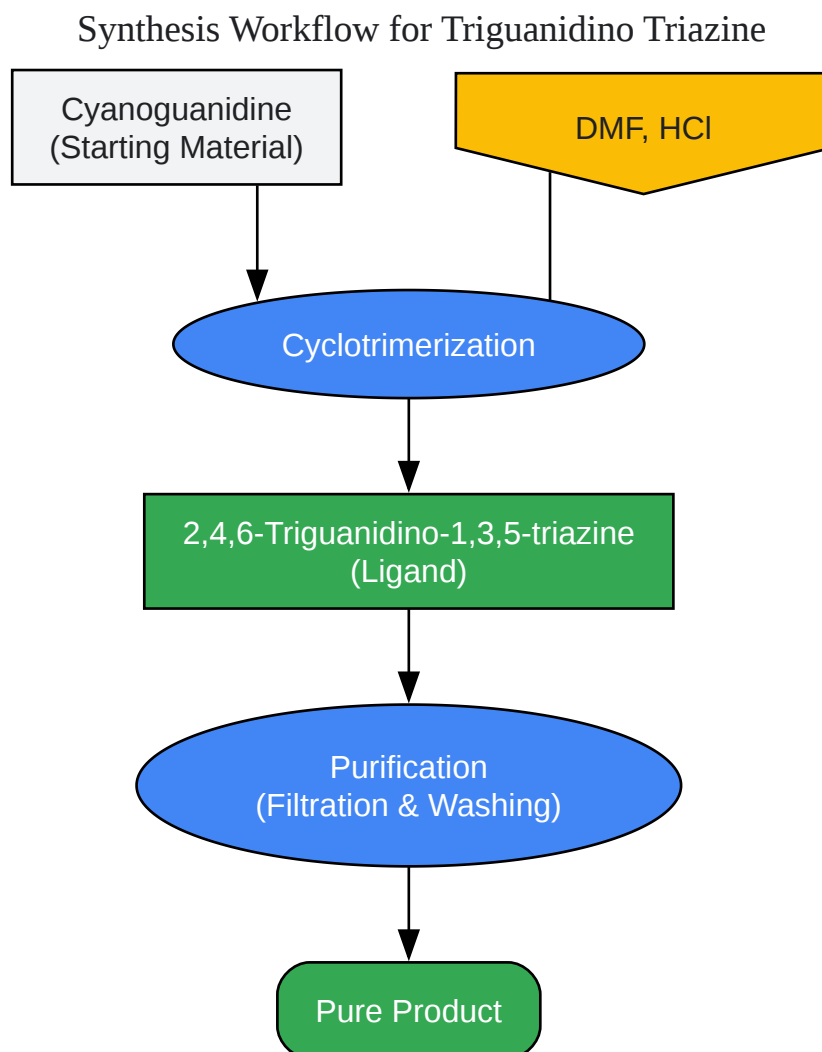 Synthesis Workflow for Triguanidino Triazine
Cyanoguanidine
(Starting Material)
DMF, HCl
Cyclotrimerization
2,4,6-Triguanidino-1,3,5-triazine
(Ligand)
Purification
(Filtration & Washing)
Pure Product